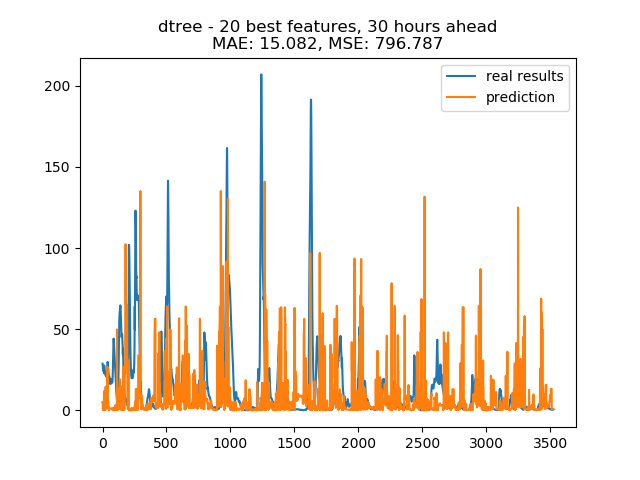 dtree - 20 best features, 30 hours ahead
MAE: 15.082, MSE: 796.787
real results
prediction
200
150
100
50
0
0 500 1000 1500 2000 2500 3000 3500